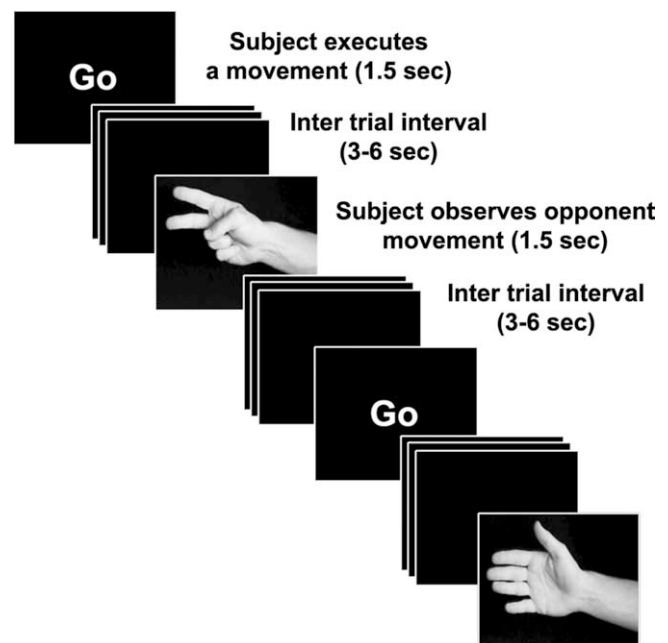 Go
Subject executes
a movement (1.5 sec)
Inter trial interval
(3-6 sec)
Subject observes opponent
movement (1.5 sec)
Inter trial interval
(3-6 sec)
Go